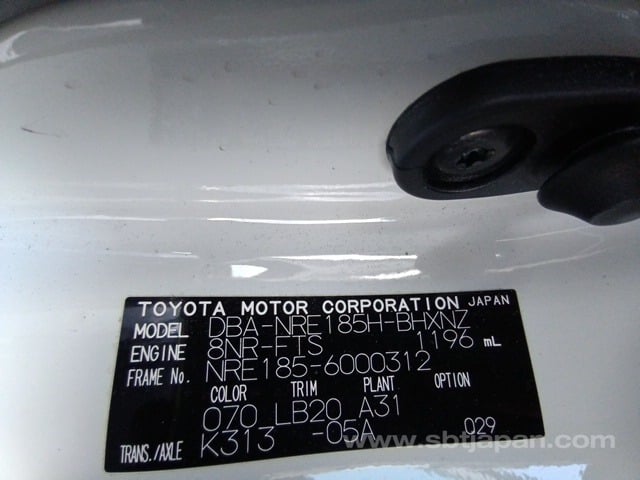 TOYOTA MOTOR CORPORATION JAPAN
MODEL DBA-NRE185H-BHXNZ
ENGINE 8NR-FTS 1196 mL
FRAME No. NRE185-6000312
COLOR TRIM PLANT OPTION
070 LB20 A31
TRANS./AXLE K313 -05A 029
www.sbtjapan.com